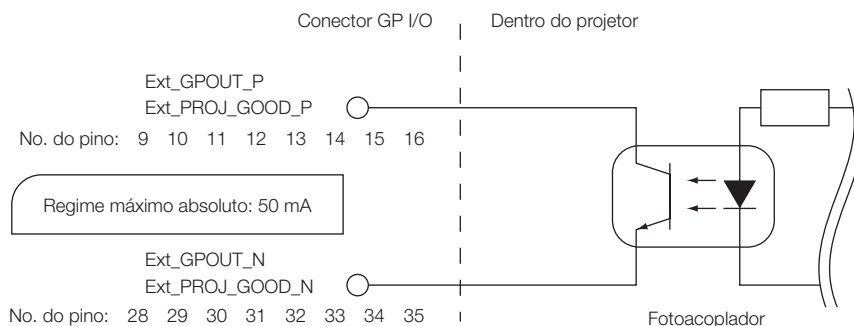 Conector GP I/O
Dentro do projetor
Ext_GPOUT_P
Ext_PROJ_GOOD_P
No. do pino: 9 10 11 12 13 14 15 16
Regime máximo absoluto: 50 mA
Ext_GPOUT_N
Ext_PROJ_GOOD_N
No. do pino: 28 29 30 31 32 33 34 35
Fotoacoplador